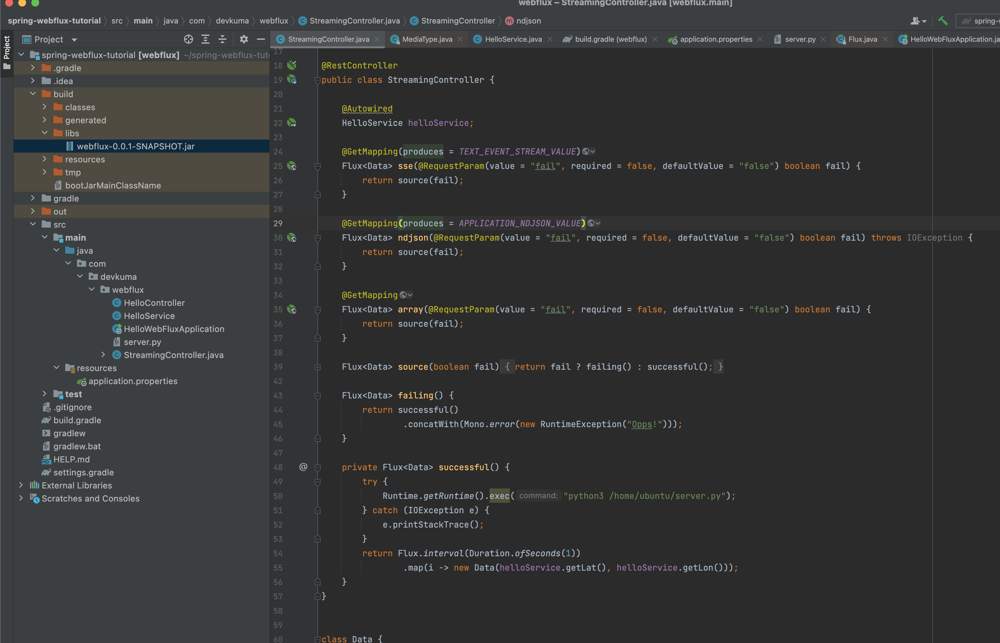 webflux – StreamingController.java [webflux.main]
spring-webflux-tutorial src main java com devkuma webflux StreamingController.java StreamingController ndjson
Project
Project
StreamingController.java MediaType.java HelloService.java build.gradle (webflux) application.properties server.py Flux.java
spring-webflux-tutorial [webflux]
.gradle
.idea
build
classes
generated
libs
webflux-0.0.1-SNAPSHOT.jar
resources
tmp
bootJarMainClassName
gradle
out
src
main
java
com
devkuma
webflux
HelloController
HelloService
HelloWebFluxApplication
server.py
StreamingController.java
resources
application.properties
test
.gitignore
build.gradle
gradlew
gradlew.bat
HELP.md
settings.gradle
External Libraries
Scratches and Consoles
17
18 @RestController
19 public class StreamingController {
20
21 @Autowired
22 HelloService helloService;
23
24 @GetMapping(produces = TEXT_EVENT_STREAM_VALUE)
25 Flux<Data> sse(@RequestParam(value = "fail", required = false, defaultValue = "false") boolean fail) {
26 return source(fail);
27 }
28
29 @GetMapping(produces = APPLICATION_NDJSON_VALUE)
30 Flux<Data> ndjson(@RequestParam(value = "fail", required = false, defaultValue = "false") boolean fail) throws IOException {
31 return source(fail);
32 }
33
34 @GetMapping
35 Flux<Data> array(@RequestParam(value = "fail", required = false, defaultValue = "false") boolean fail) {
36 return source(fail);
37 }
38
39 Flux<Data> source(boolean fail) { return fail ? failing() : successful(); }
42
43 Flux<Data> failing() {
44 return successful()
45 .concatWith(Mono.error(new RuntimeException("Opps!")));
46 }
47
48 @ private Flux<Data> successful() {
49 try {
50 Runtime.getRuntime().exec( command: "python3 /home/ubuntu/server.py");
51 } catch (IOException e) {
52 e.printStackTrace();
53 }
54 return Flux.interval(Duration.ofSeconds(1))
55 .map(i -> new Data(helloService.getLat(), helloService.getLon()));
56 }
57 }
58
59
60 class Data {